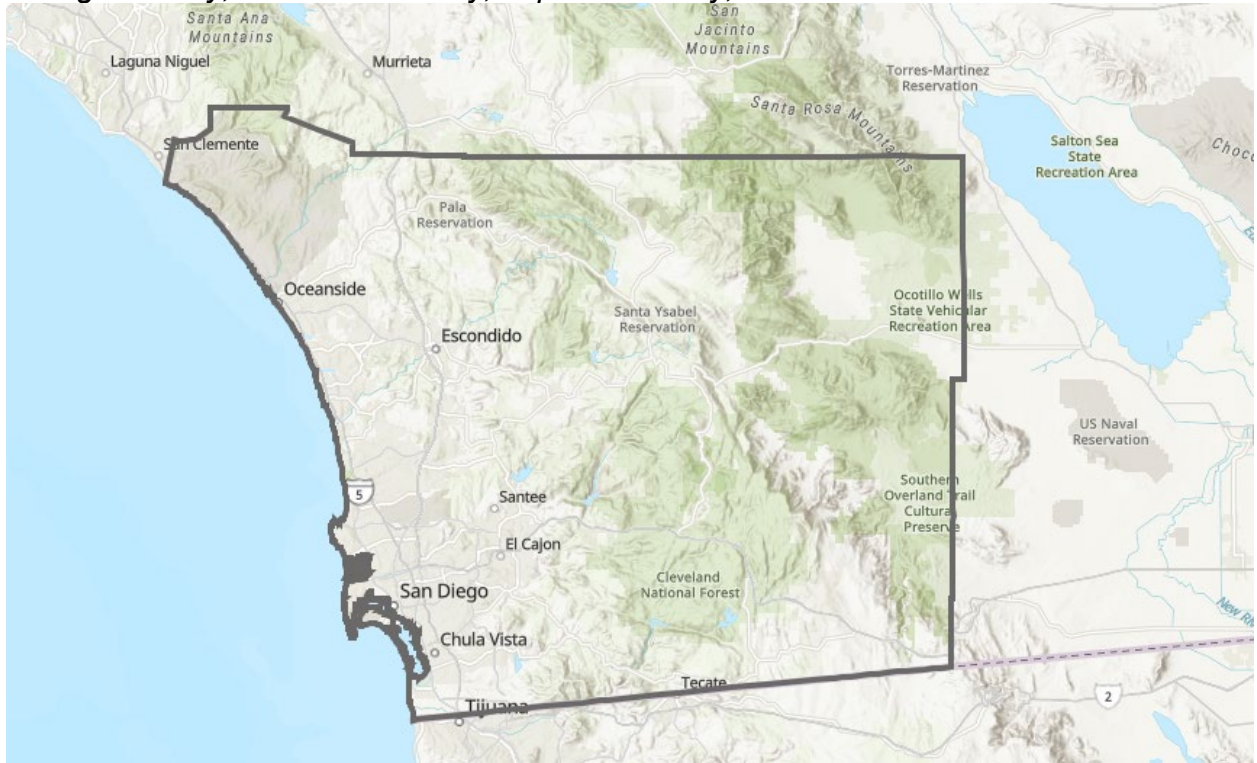 Santa Ana
Mountains
San
Jacinto
Mountains
Laguna Niguel
Murrieta
Torres-Martinez
Reservation
Santa Rosa Mountains
San Clemente
Salton Sea
State
Recreation Area
Choc
Pala
Reservation
Oceanside
Ocotillo Wells
State Vehicular
Recreation Area
Santa Ysabel
Reservation
Escondido
US Naval
Reservation
5
Santee
Southern
Overland Trail
Cultural
Preserve
El Cajon
Cleveland
National Forest
San Diego
New Ri
Chula Vista
Tecate
2
Tijuana